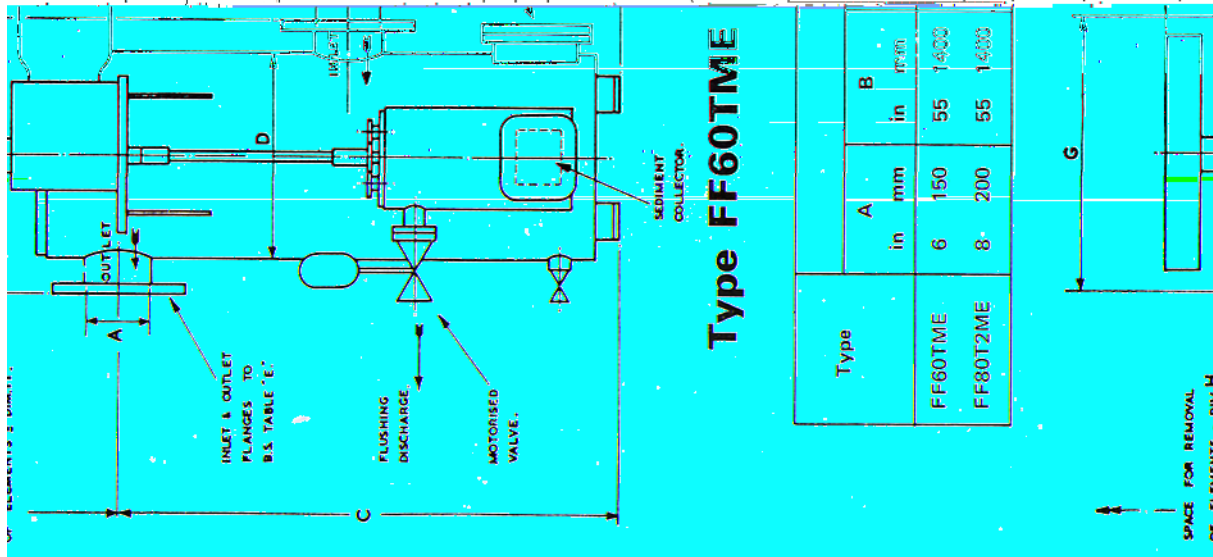 A
OUTLET
D
INLET
INLET & OUTLET
FLANGES TO
B.S. TABLE "E."
FLUSHING
DISCHARGE.
MOTORISED
VALVE.
C
SEDIMENT
COLLECTOR.
Type FF60TME
Type A B
in mm in mm
FF60TME 6 150 55 1400
FF80T2ME 8 200 55 1400
G
SPACE FOR REMOVAL